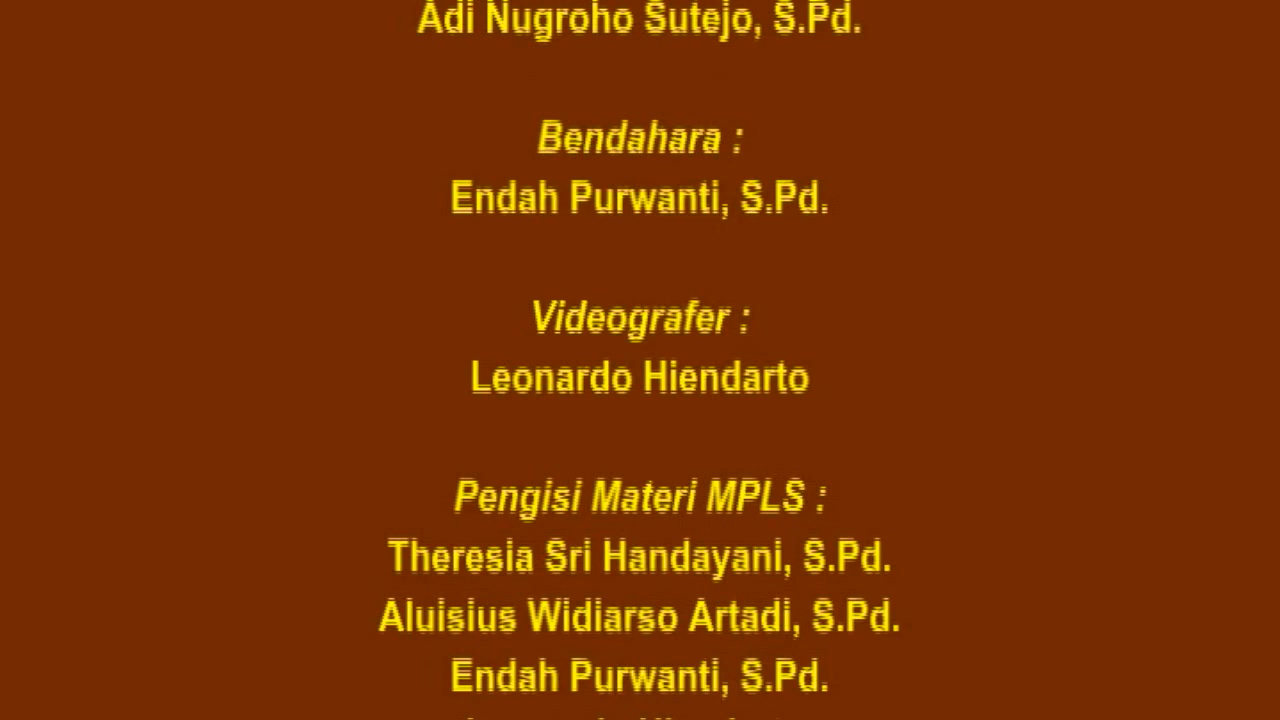 Adi Nugroho Sutejo, S.Pd.
Bendahara :
Endah Purwanti, S.Pd.
Videografer :
Leonardo Hiendarto
Pengisi Materi MPLS :
Theresia Sri Handayani, S.Pd.
Aluisius Widiarso Artadi, S.Pd.
Endah Purwanti, S.Pd.